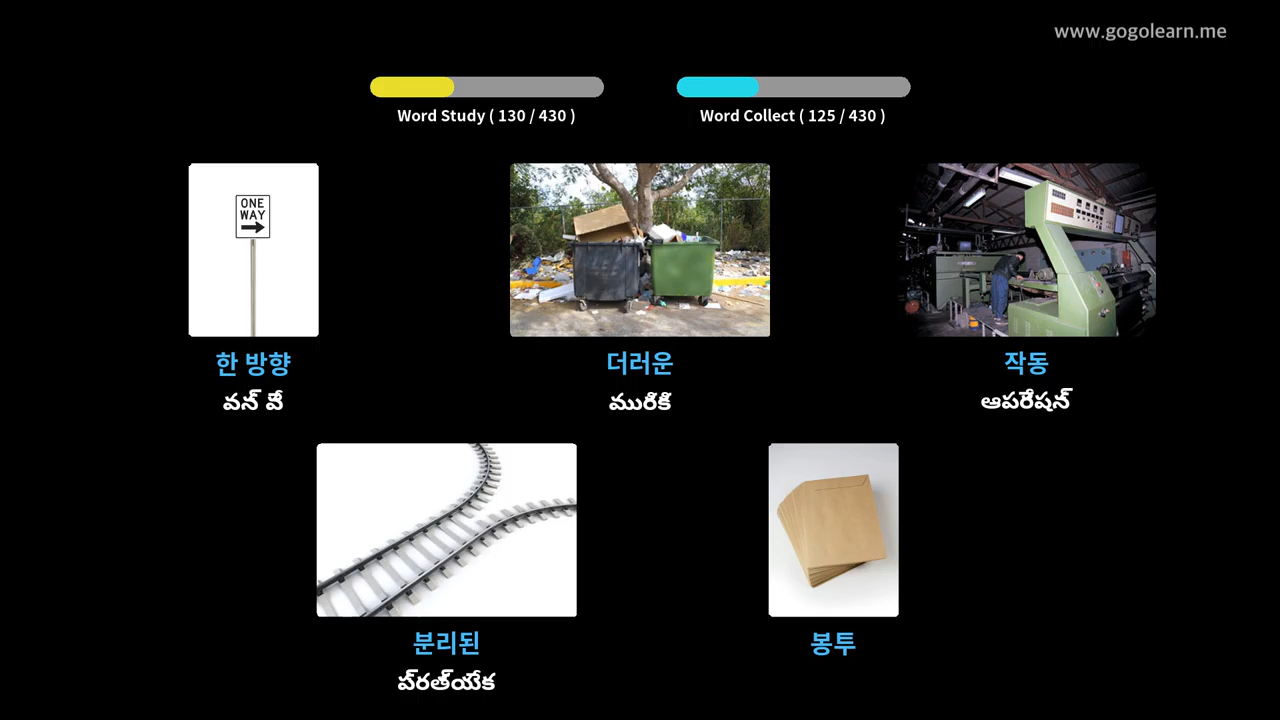 www.gogolearn.me
Word Study ( 130 / 430 )
Word Collect ( 125 / 430 )
ONE
WAY
한 방향
వన్ వే
더러운
మురికి
작동
ఆపరేషన్
분리된
ప్రత్యేక
봉투